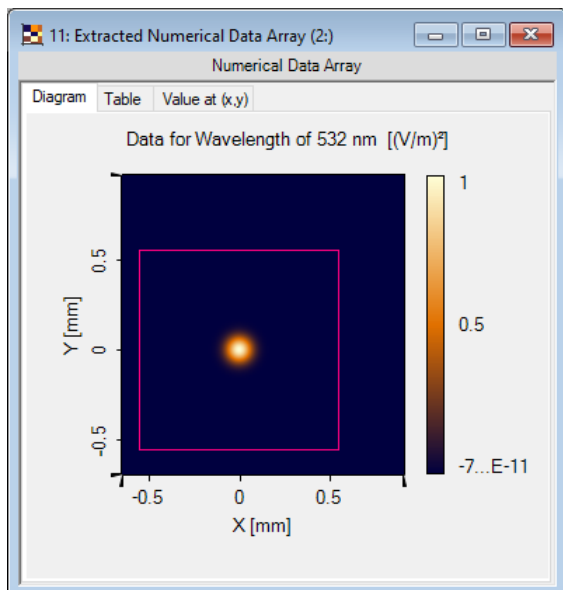 11: Extracted Numerical Data Array (2:)
Numerical Data Array
Diagram Table Value at (x,y)
Data for Wavelength of 532 nm [(V/m)²]
1
0.5
-7...E-11
Y [mm]
0.5
0
-0.5
-0.5 0 0.5
X [mm]